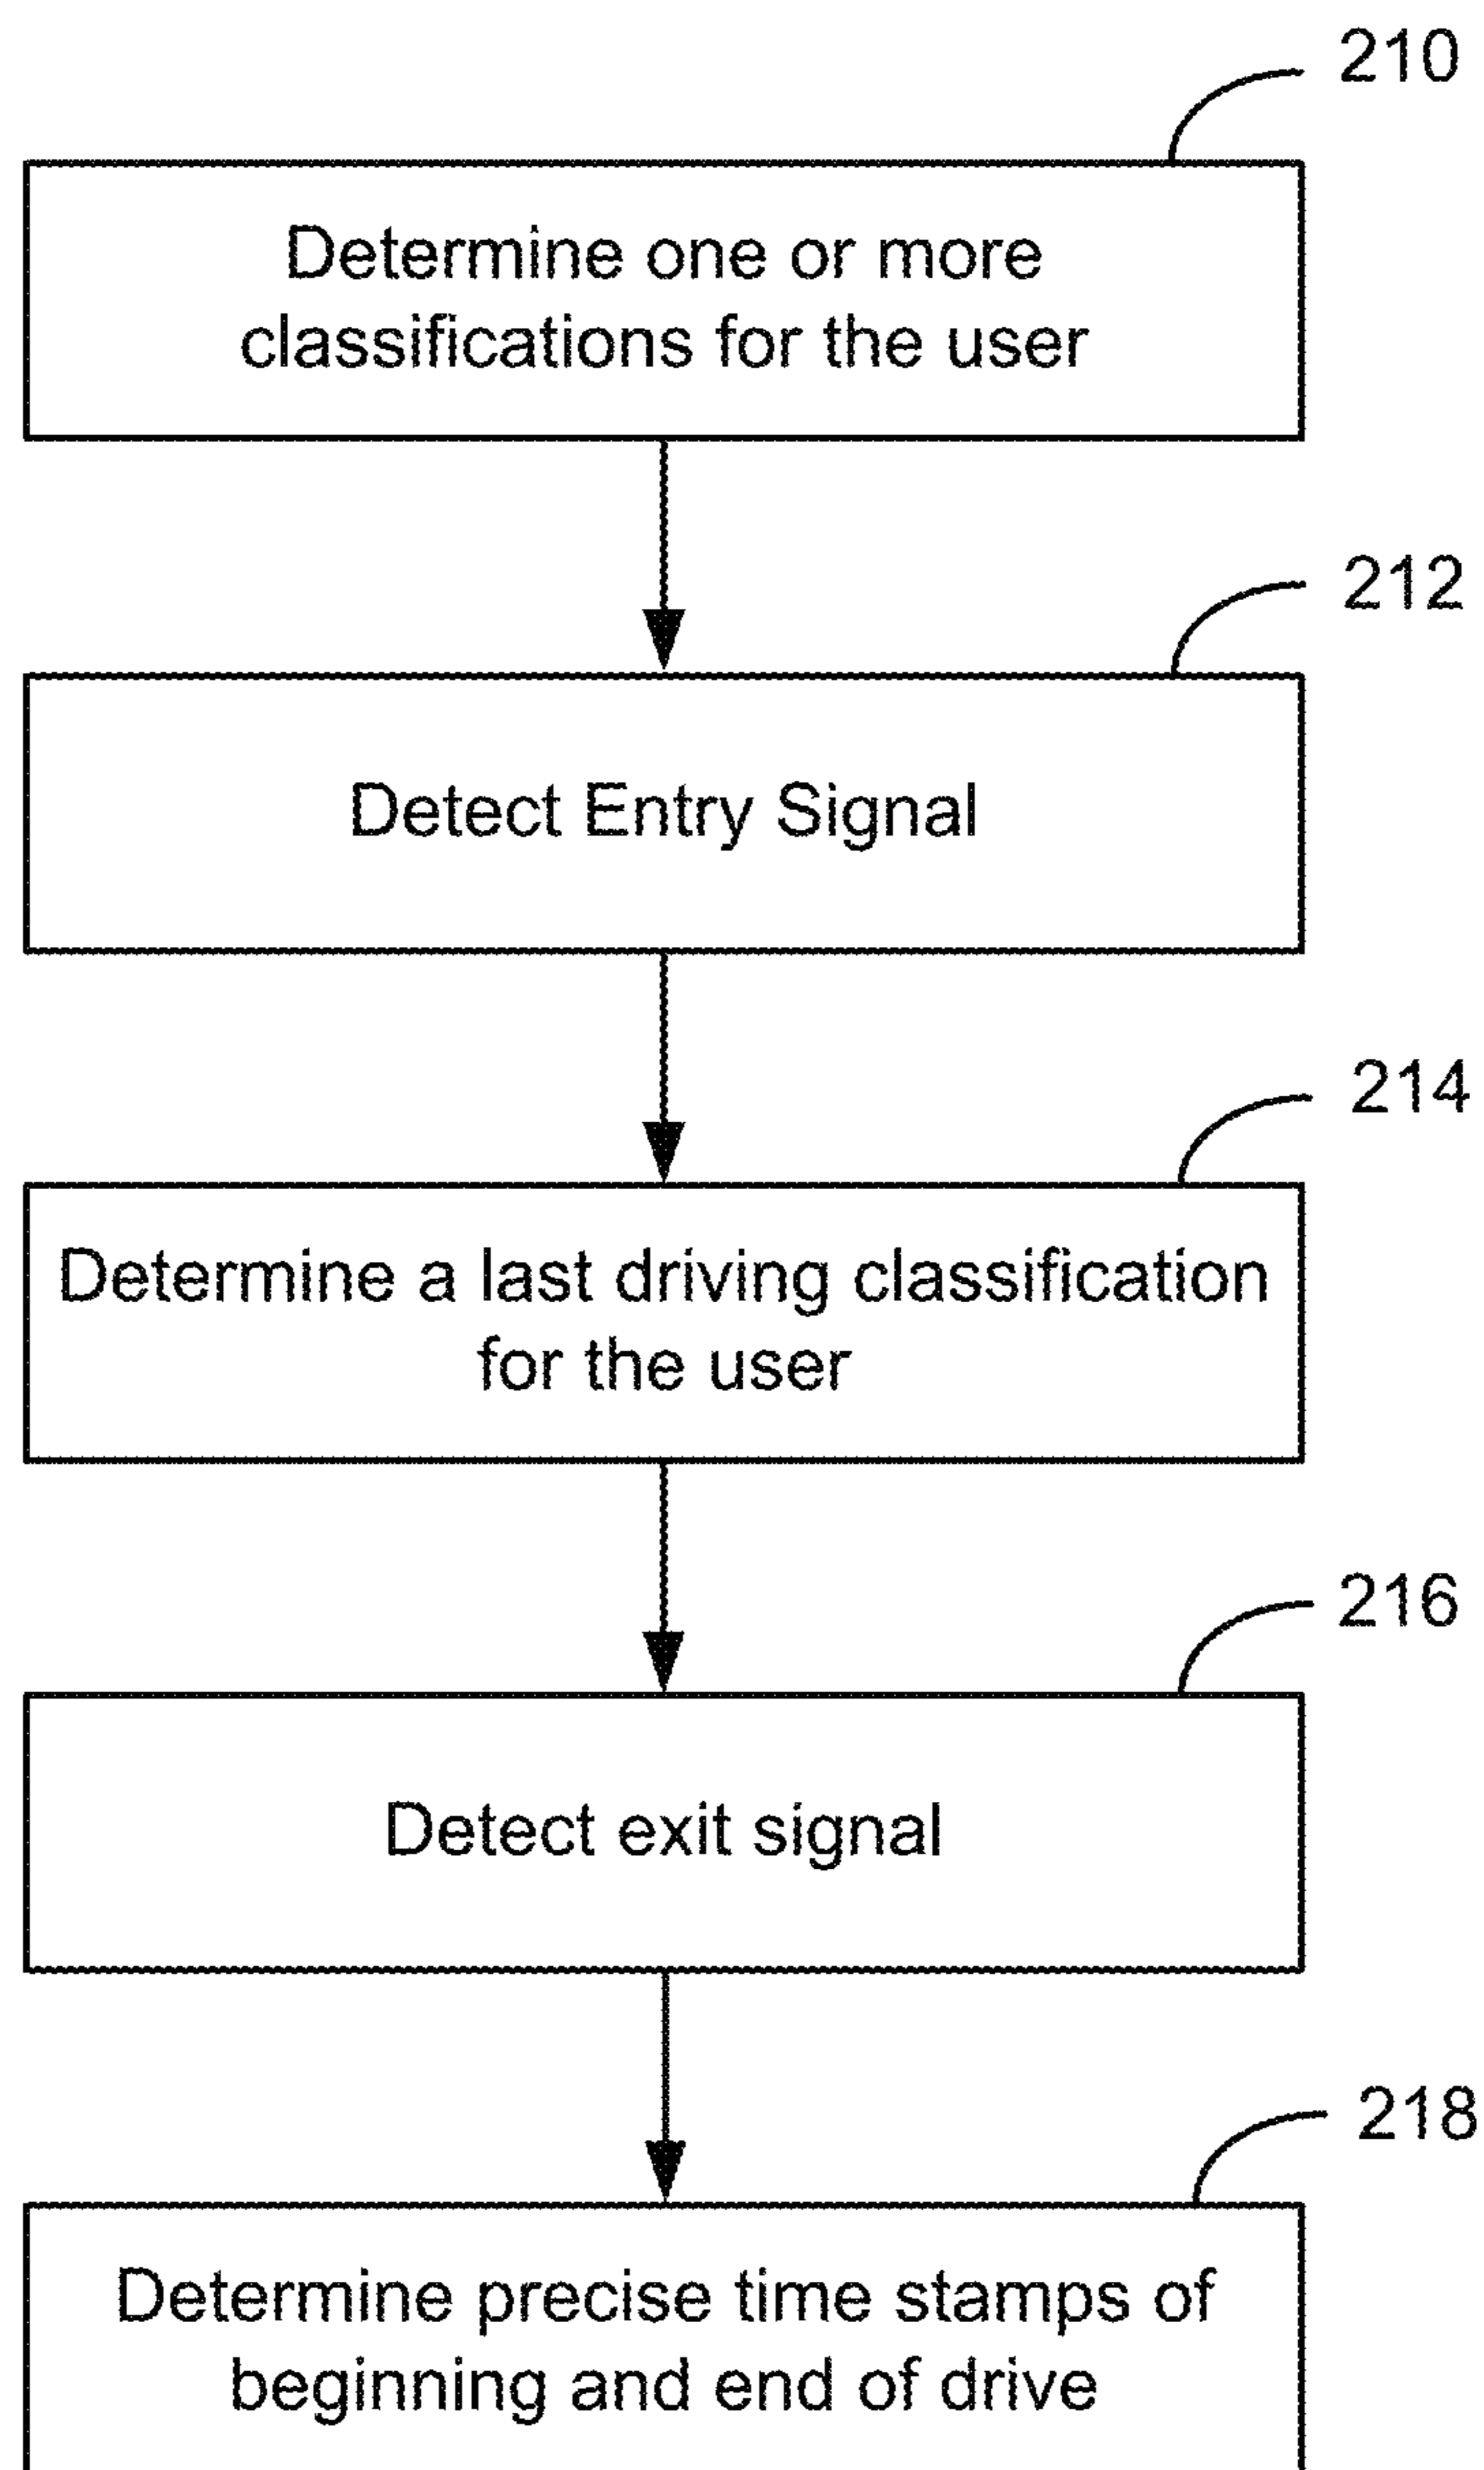 210
Determine one or more
classifications for the user
212
Detect Entry Signal
214
Determine a last driving classification
for the user
216
Detect exit signal
218
Determine precise time stamps of
beginning and end of drive